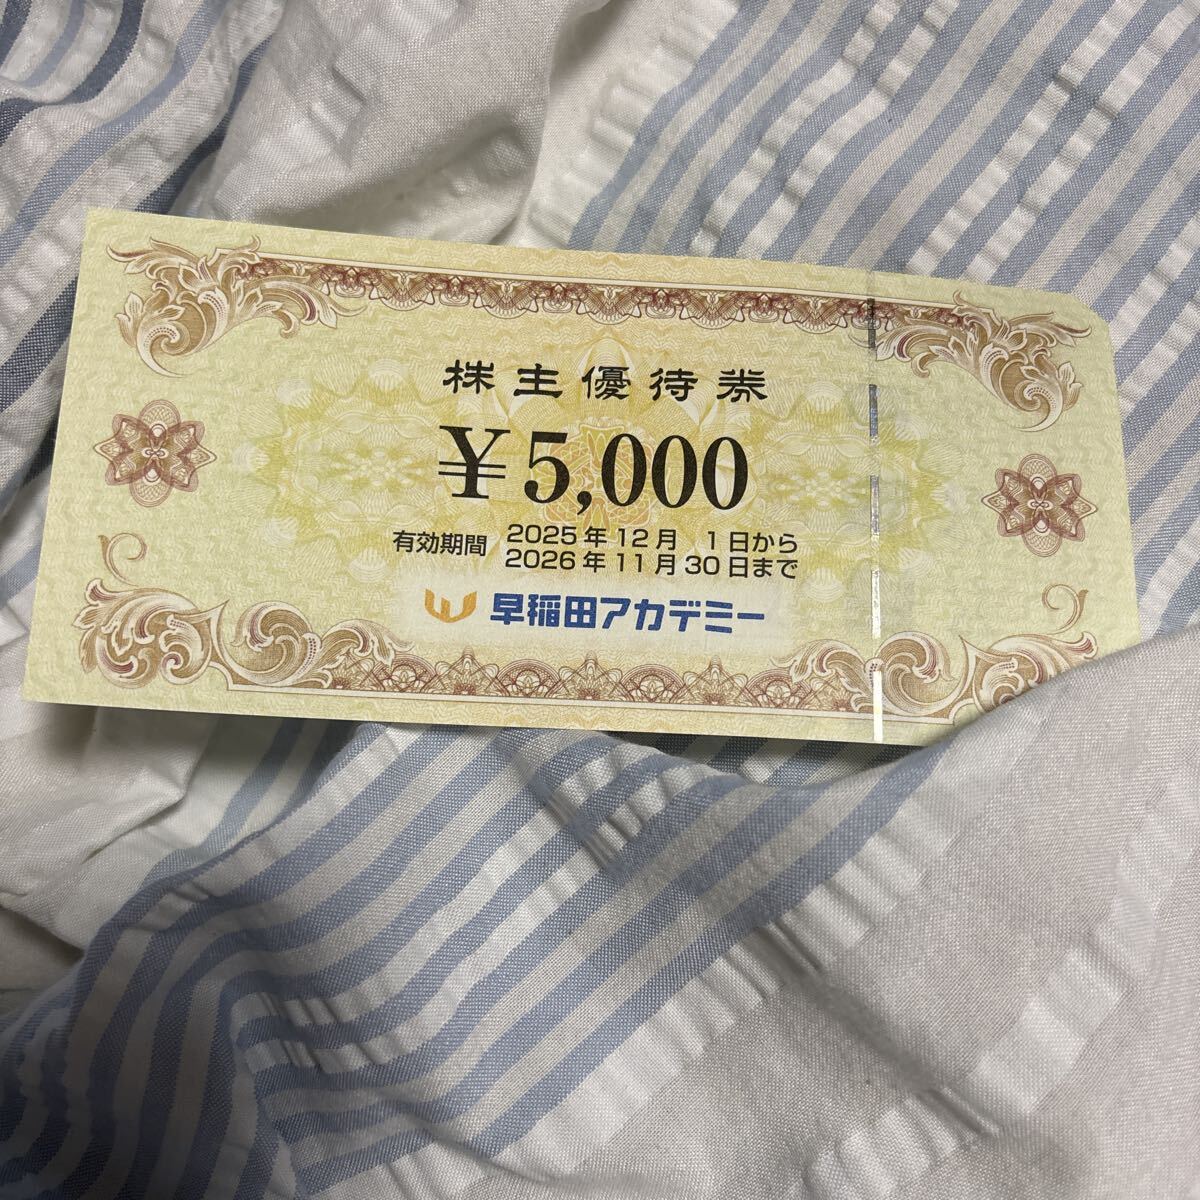 株主優待券
¥5,000
有効期間 2025年12月 1日から
2026年11月30日まで
早稲田アカデミー